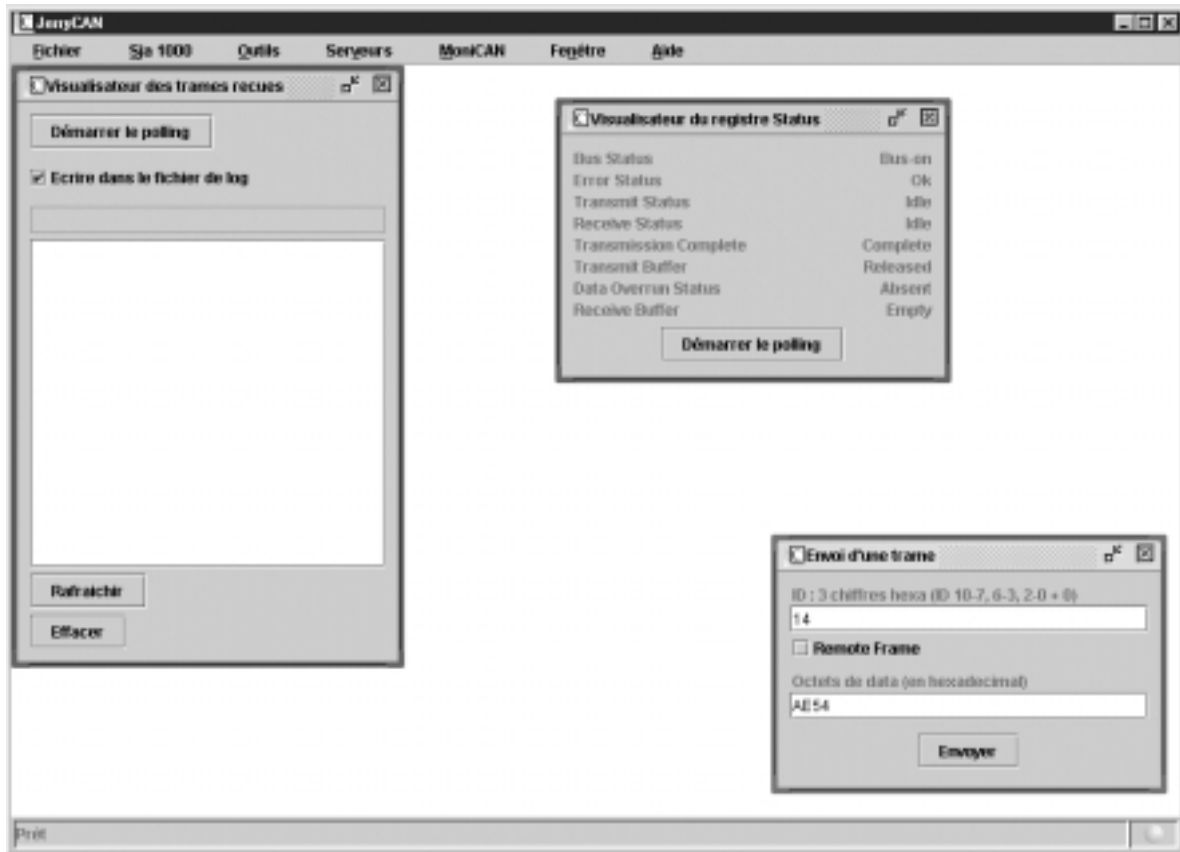 JenyCAN
Fichier Sja 1000 Outils Serveurs MoniCAN Fenêtre Aide
Visualisateur des trames recues
Démarrer le polling
Ecrire dans le fichier de log
Rafraichir
Effacer
Visualisateur du registre Status
Bus Status Bus-on
Error Status Ok
Transmit Status Idle
Receive Status Idle
Transmission Complete Complete
Transmit Buffer Released
Data Overrun Status Absent
Receive Buffer Empty
Démarrer le polling
Envoi d'une trame
ID : 3 chiffres hexa (ID 10-7, 6-3, 2-0 + 0)
14
Remote Frame
Octets de data (en hexadecimal)
AE54
Envoyer
Prêt